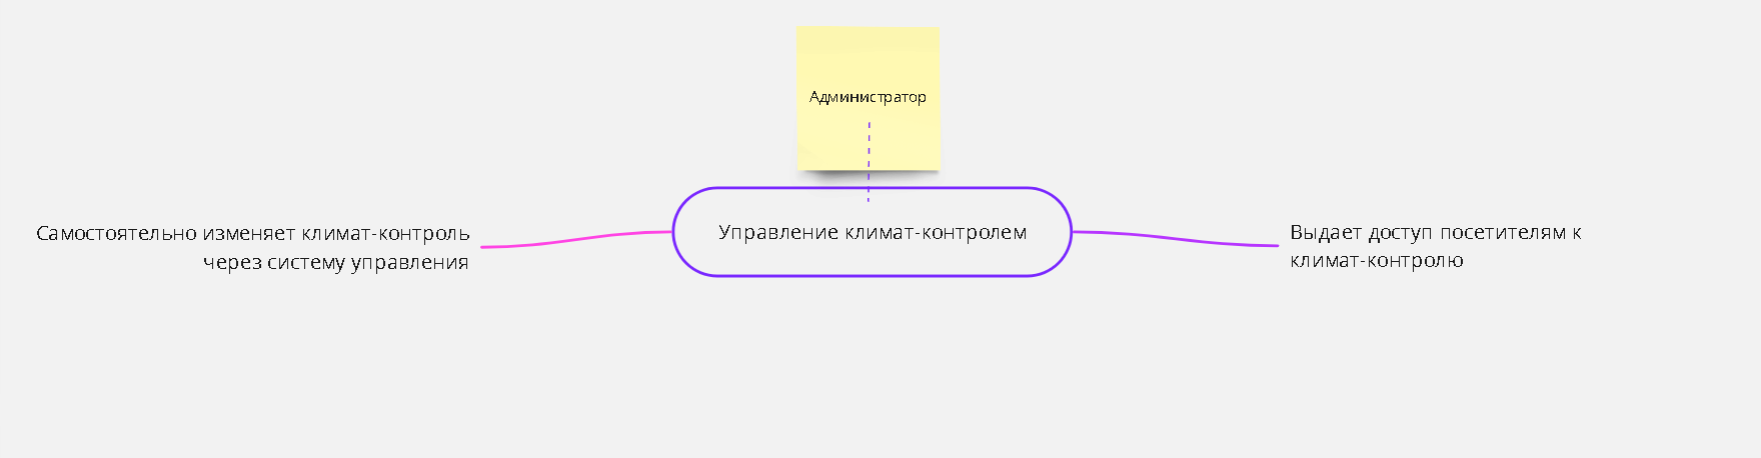 Администратор
Самостоятельно изменяет климат-контроль
через систему управления
Управление климат-контролем
Выдает доступ посетителям к
климат-контролю